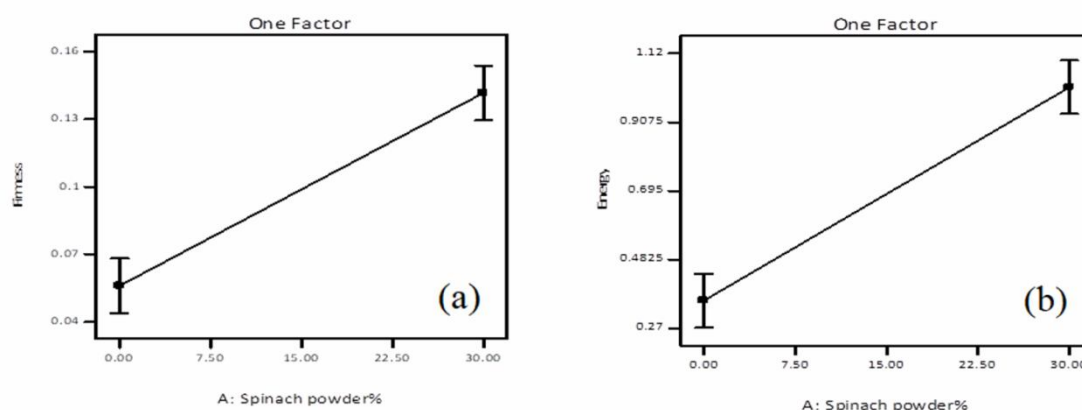 One Factor
0.16
0.13
0.1
0.07
0.04
Firmness
(a)
0.00 7.50 15.00 22.50 30.00
A: Spinach powder%
One Factor
1.12
0.9075
0.695
0.4825
0.27
Energy
(b)
0.00 7.50 15.00 22.50 30.00
A: Spinach powder%